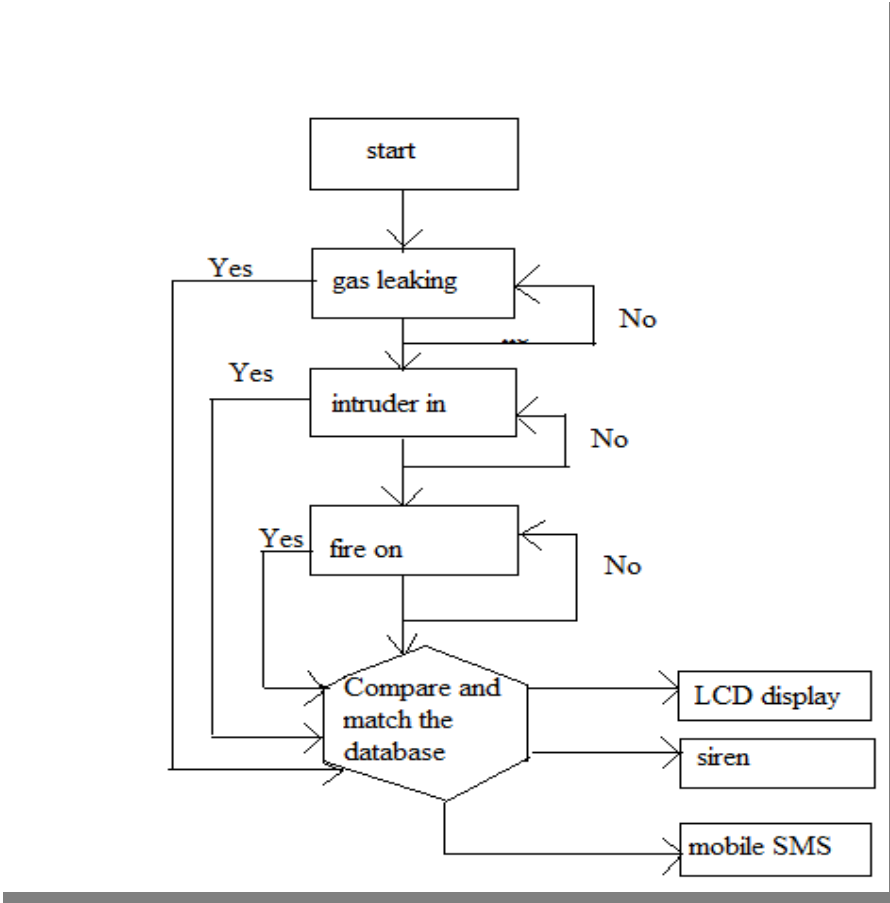 start
Yes
gas leaking
No
Yes
intruder in
No
Yes
fire on
No
Compare and
match the
database
LCD display
siren
mobile SMS